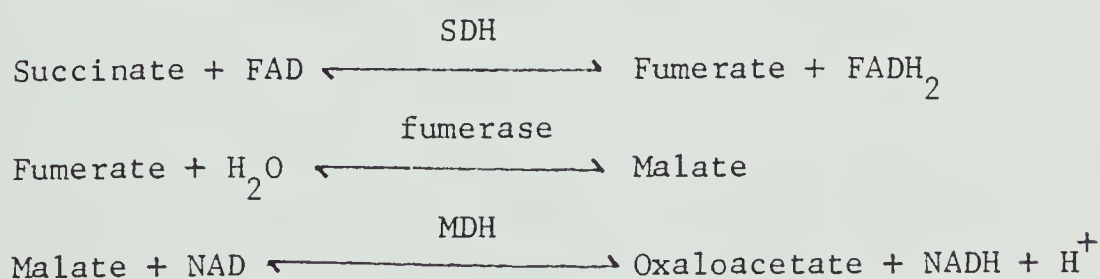 SDH
Succinate + FAD ⇌ Fumerate + FADH₂
fumerase
Fumerate + H₂O ⇌ Malate
MDH
Malate + NAD ⇌ Oxaloacetate + NADH + H⁺